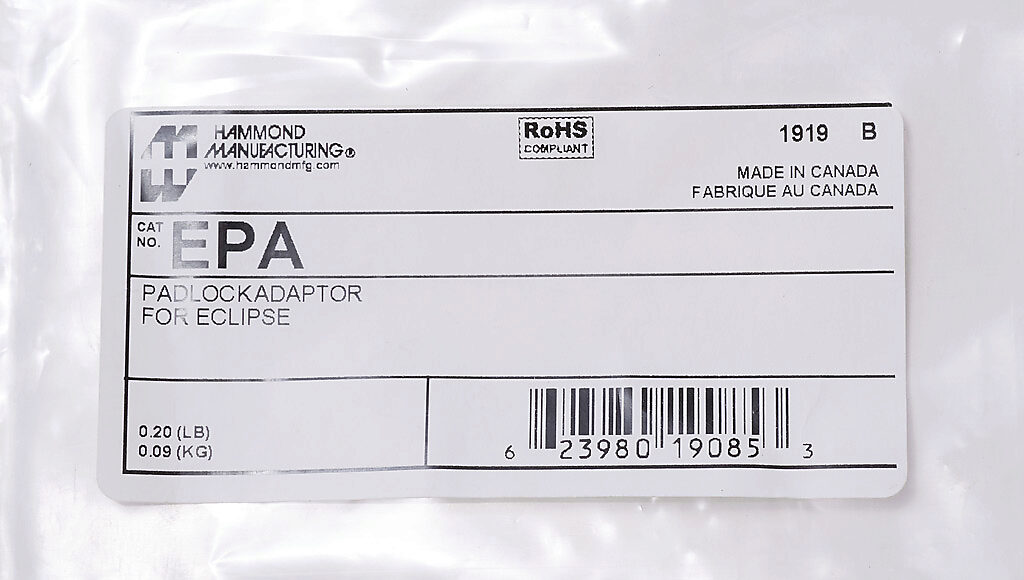 HAMMOND
MANUFACTURING®
www.hammondmfg.com
RoHS
COMPLIANT
1919 B
MADE IN CANADA
FABRIQUE AU CANADA
CAT
NO. EPA
PADLOCKADAPTOR
FOR ECLIPSE
0.20 (LB)
0.09 (KG)
6 23980 19085 3